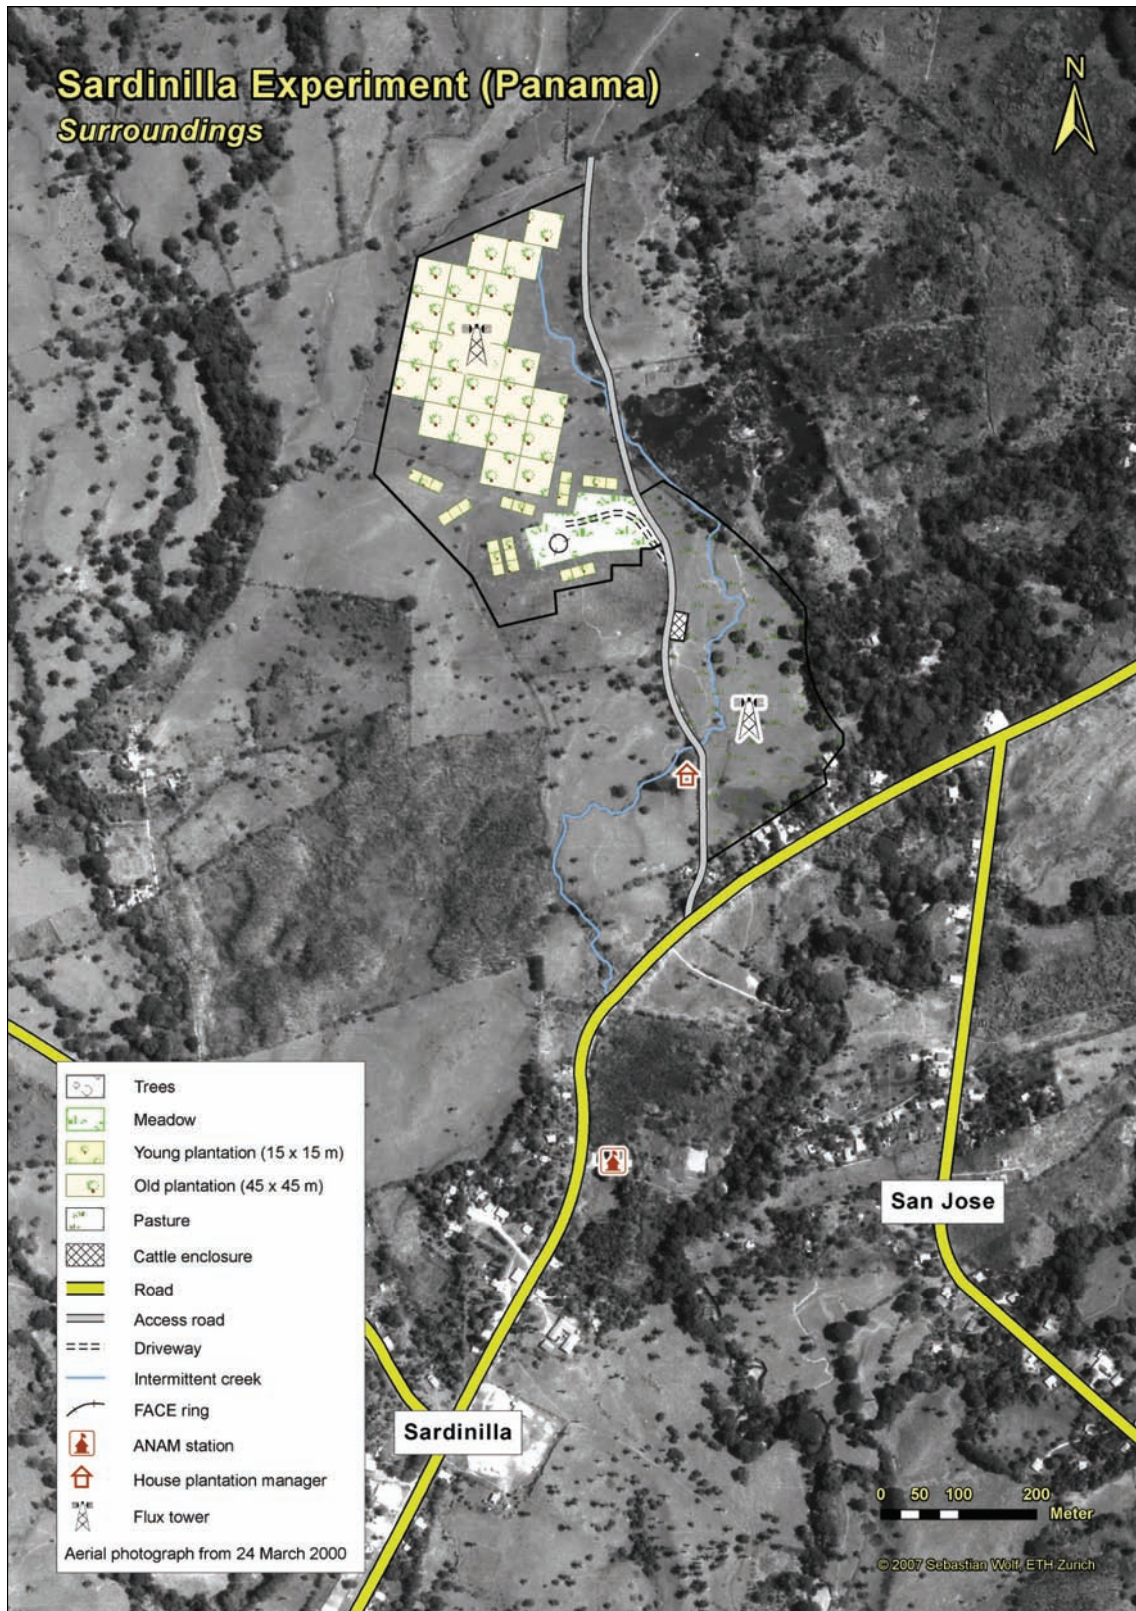 Sardinilla Experiment (Panama)
Surroundings
N
Trees
Meadow
Young plantation (15 x 15 m)
Old plantation (45 x 45 m)
Pasture
Cattle enclosure
Road
Access road
Driveway
Intermittent creek
FACE ring
ANAM station
House plantation manager
Flux tower
Aerial photograph from 24 March 2000
San Jose
Sardinilla
0 50 100 200
Meter
© 2007 Sebastian Wolf, ETH Zurich